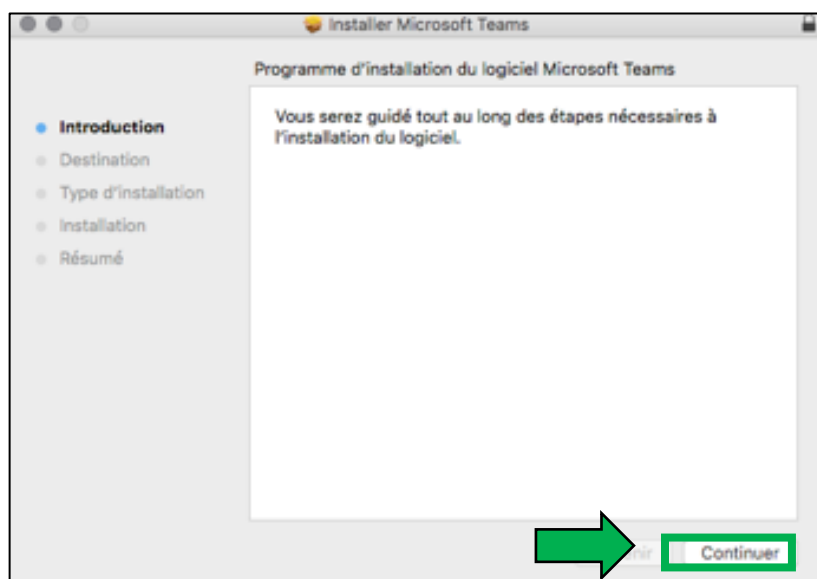 Installer Microsoft Teams
Programme d'installation du logiciel Microsoft Teams
Vous serez guidé tout au long des étapes nécessaires à
l'installation du logiciel.
Introduction
Destination
Type d'installation
Installation
Résumé
Continuer